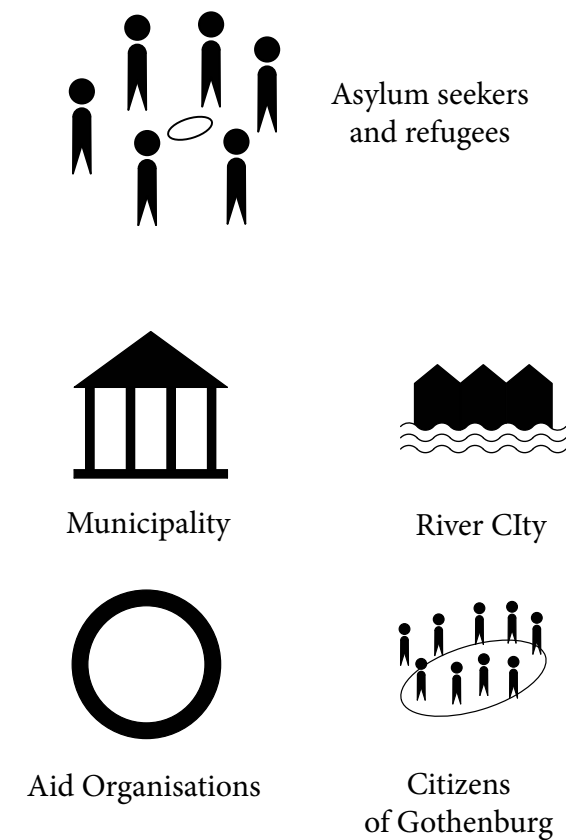 Asylum seekers
and refugees
Municipality
River CIty
Aid Organisations
Citizens
of Gothenburg